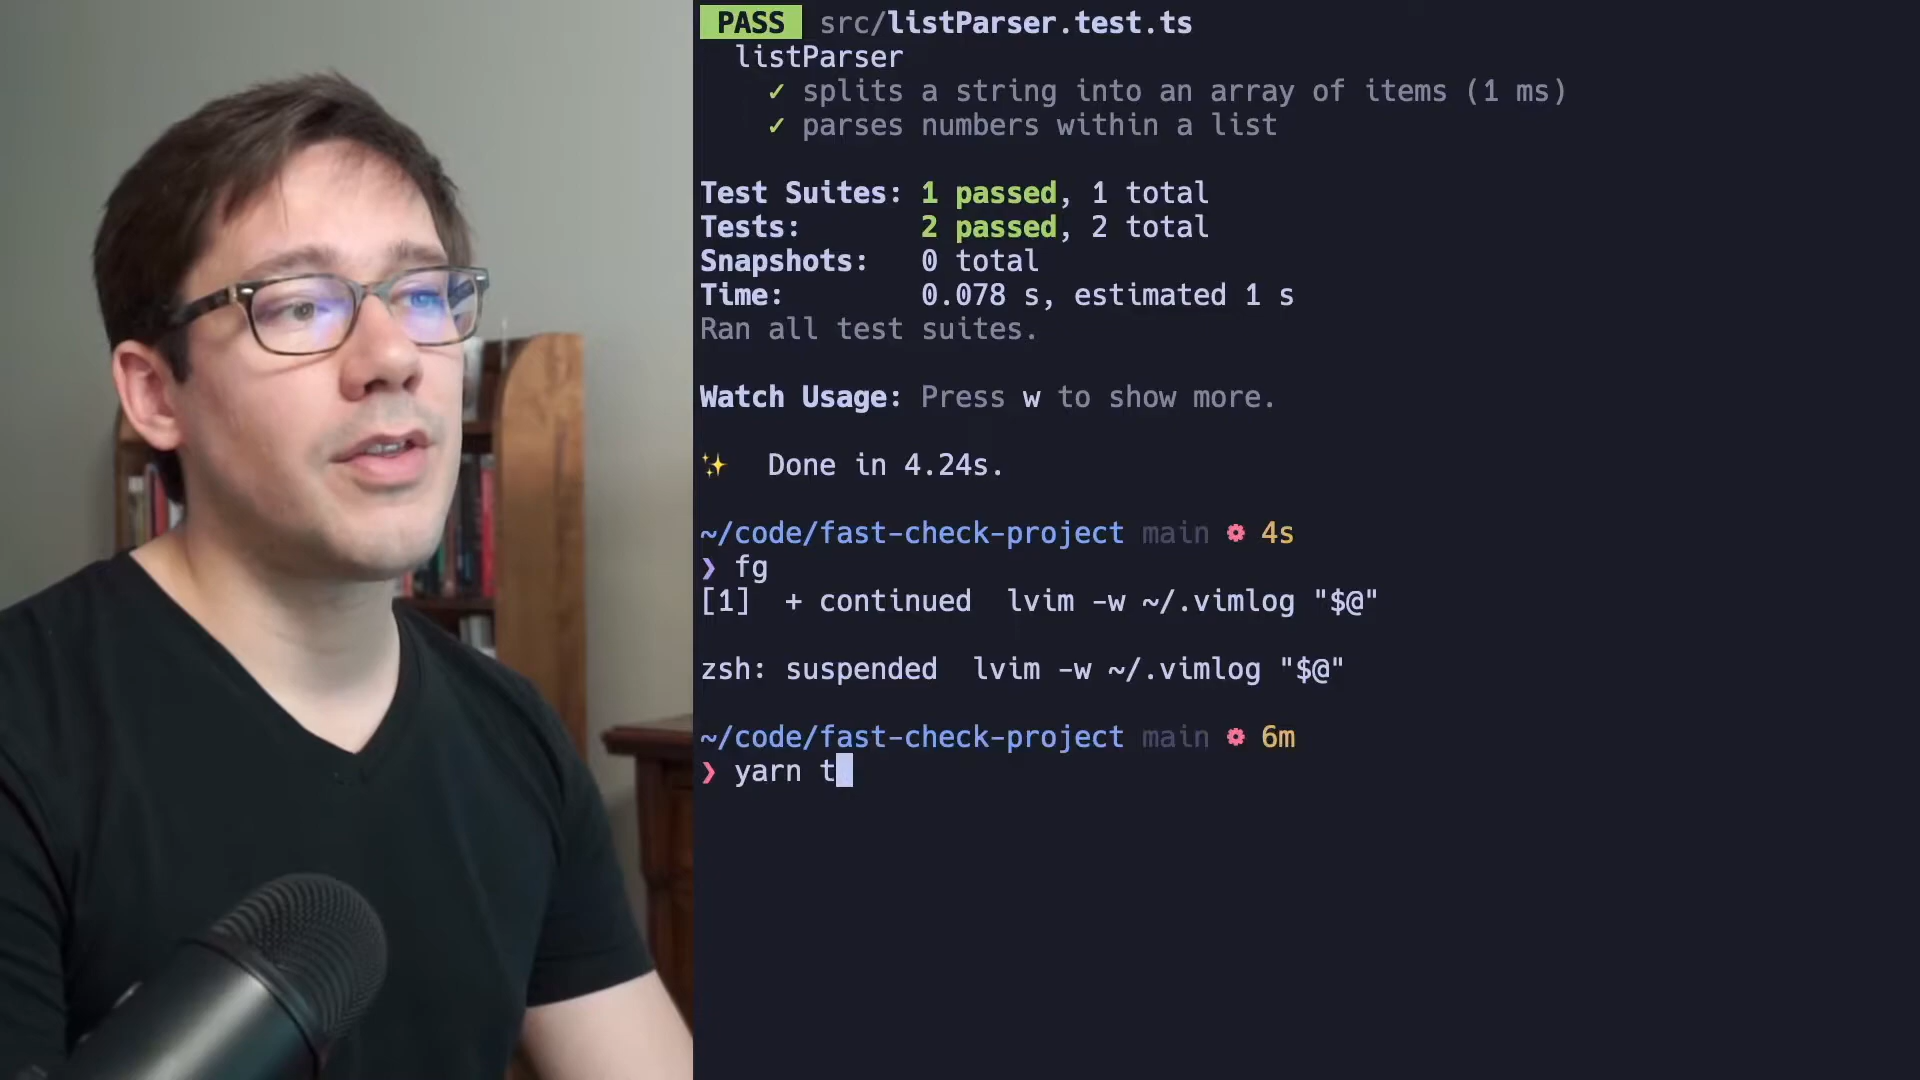 PASS src/listParser.test.ts
listParser
✓ splits a string into an array of items (1 ms)
✓ parses numbers within a list
Test Suites: 1 passed, 1 total
Tests: 2 passed, 2 total
Snapshots: 0 total
Time: 0.078 s, estimated 1 s
Ran all test suites.
Watch Usage: Press w to show more.
✨ Done in 4.24s.
~/code/fast-check-project main 4s
❯ fg
[1] + continued lvim -w ~/.vimlog "$@"
zsh: suspended lvim -w ~/.vimlog "$@"
~/code/fast-check-project main 6m
❯ yarn t